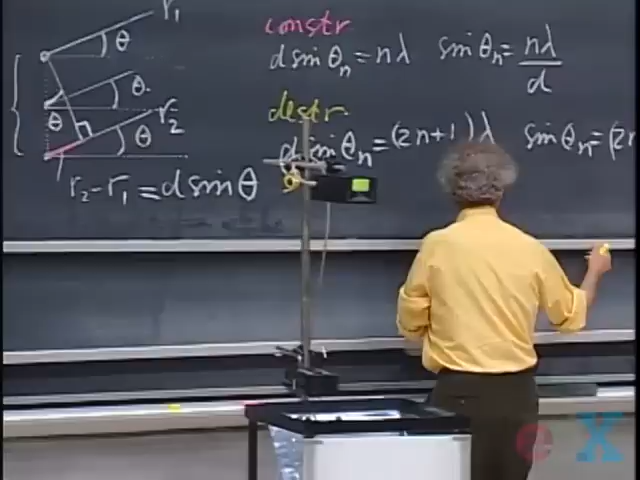 r₁
θ
θ
θ
r₂
θ
r₂-r₁ = d sin θ
constr
d sin θₙ = nλ sin θₙ = nλ/d
destr
d sin θₙ = (2n+1) λ sin θₙ = (2
eX